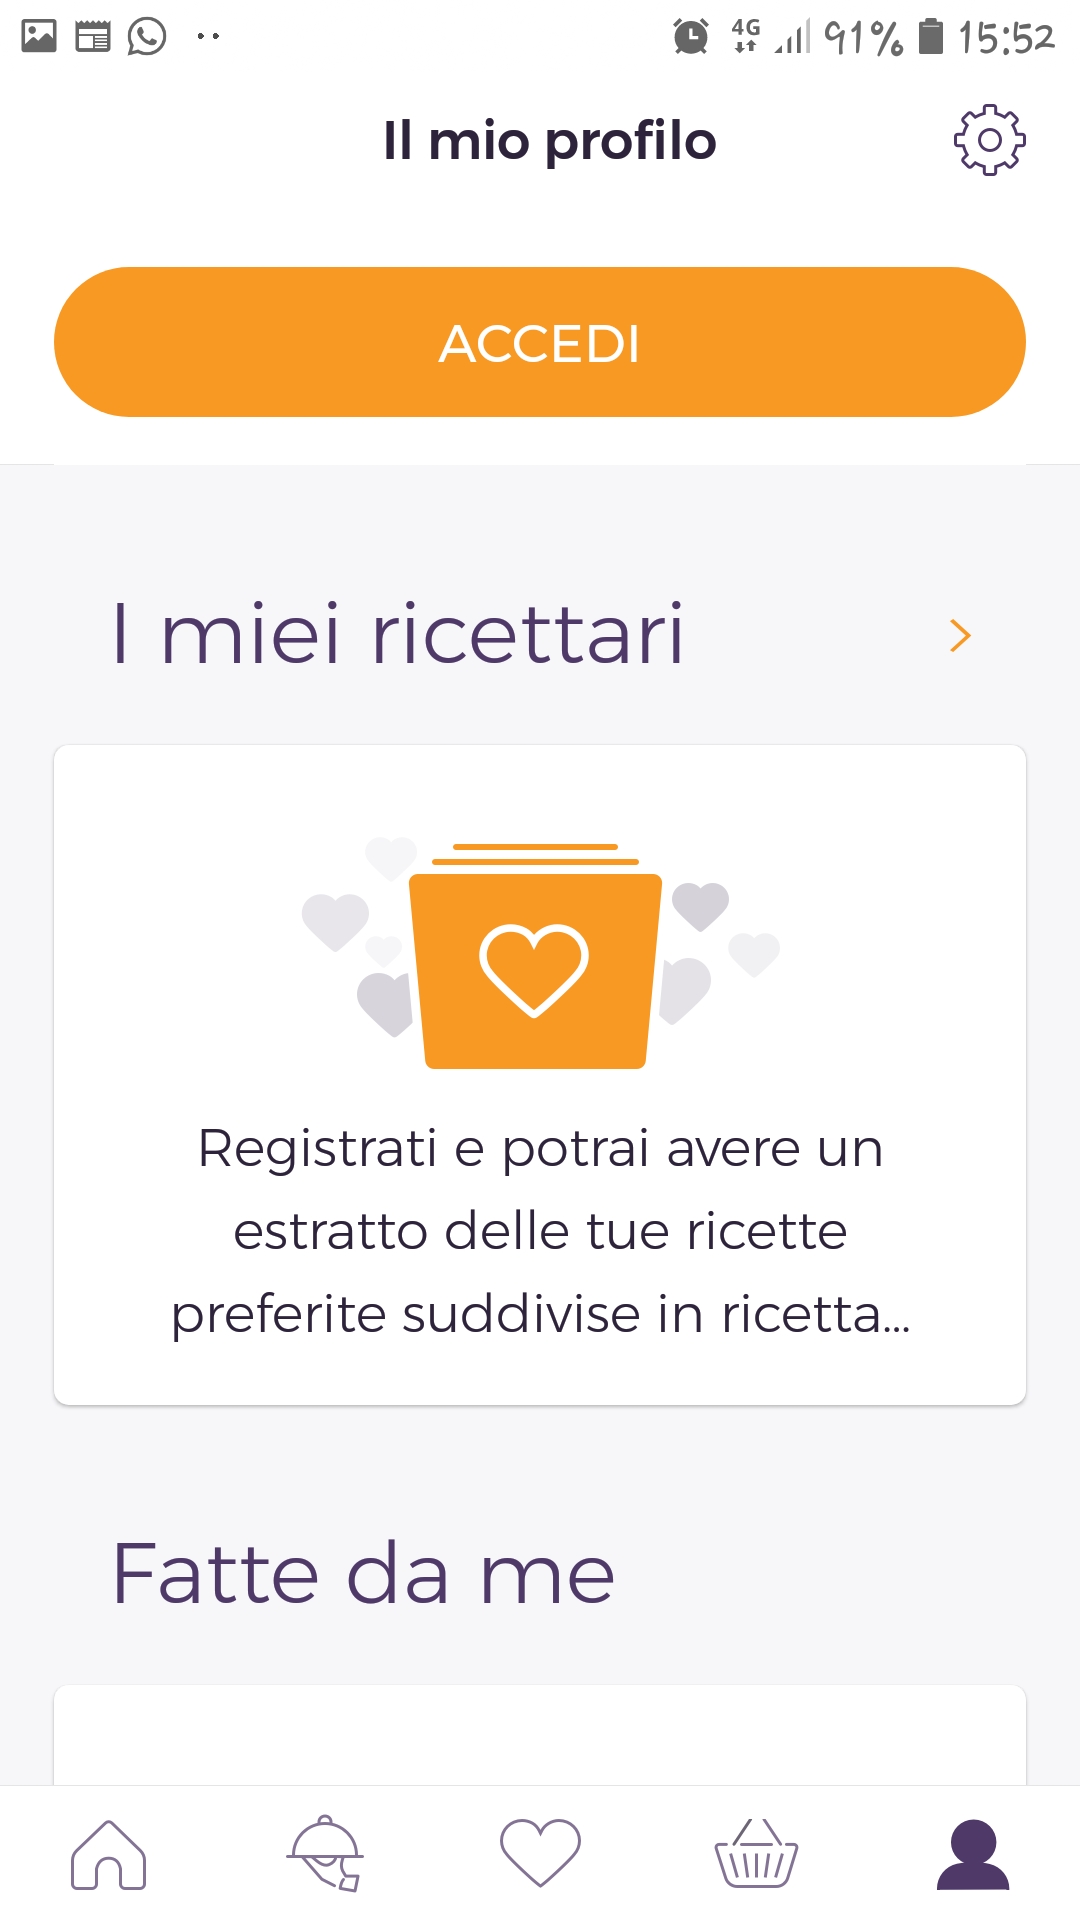 4G 91% 15:52
Il mio profilo
ACCEDI
I miei ricettari
Registrati e potrai avere un
estratto delle tue ricette
preferite suddivise in ricetta...
Fatte da me